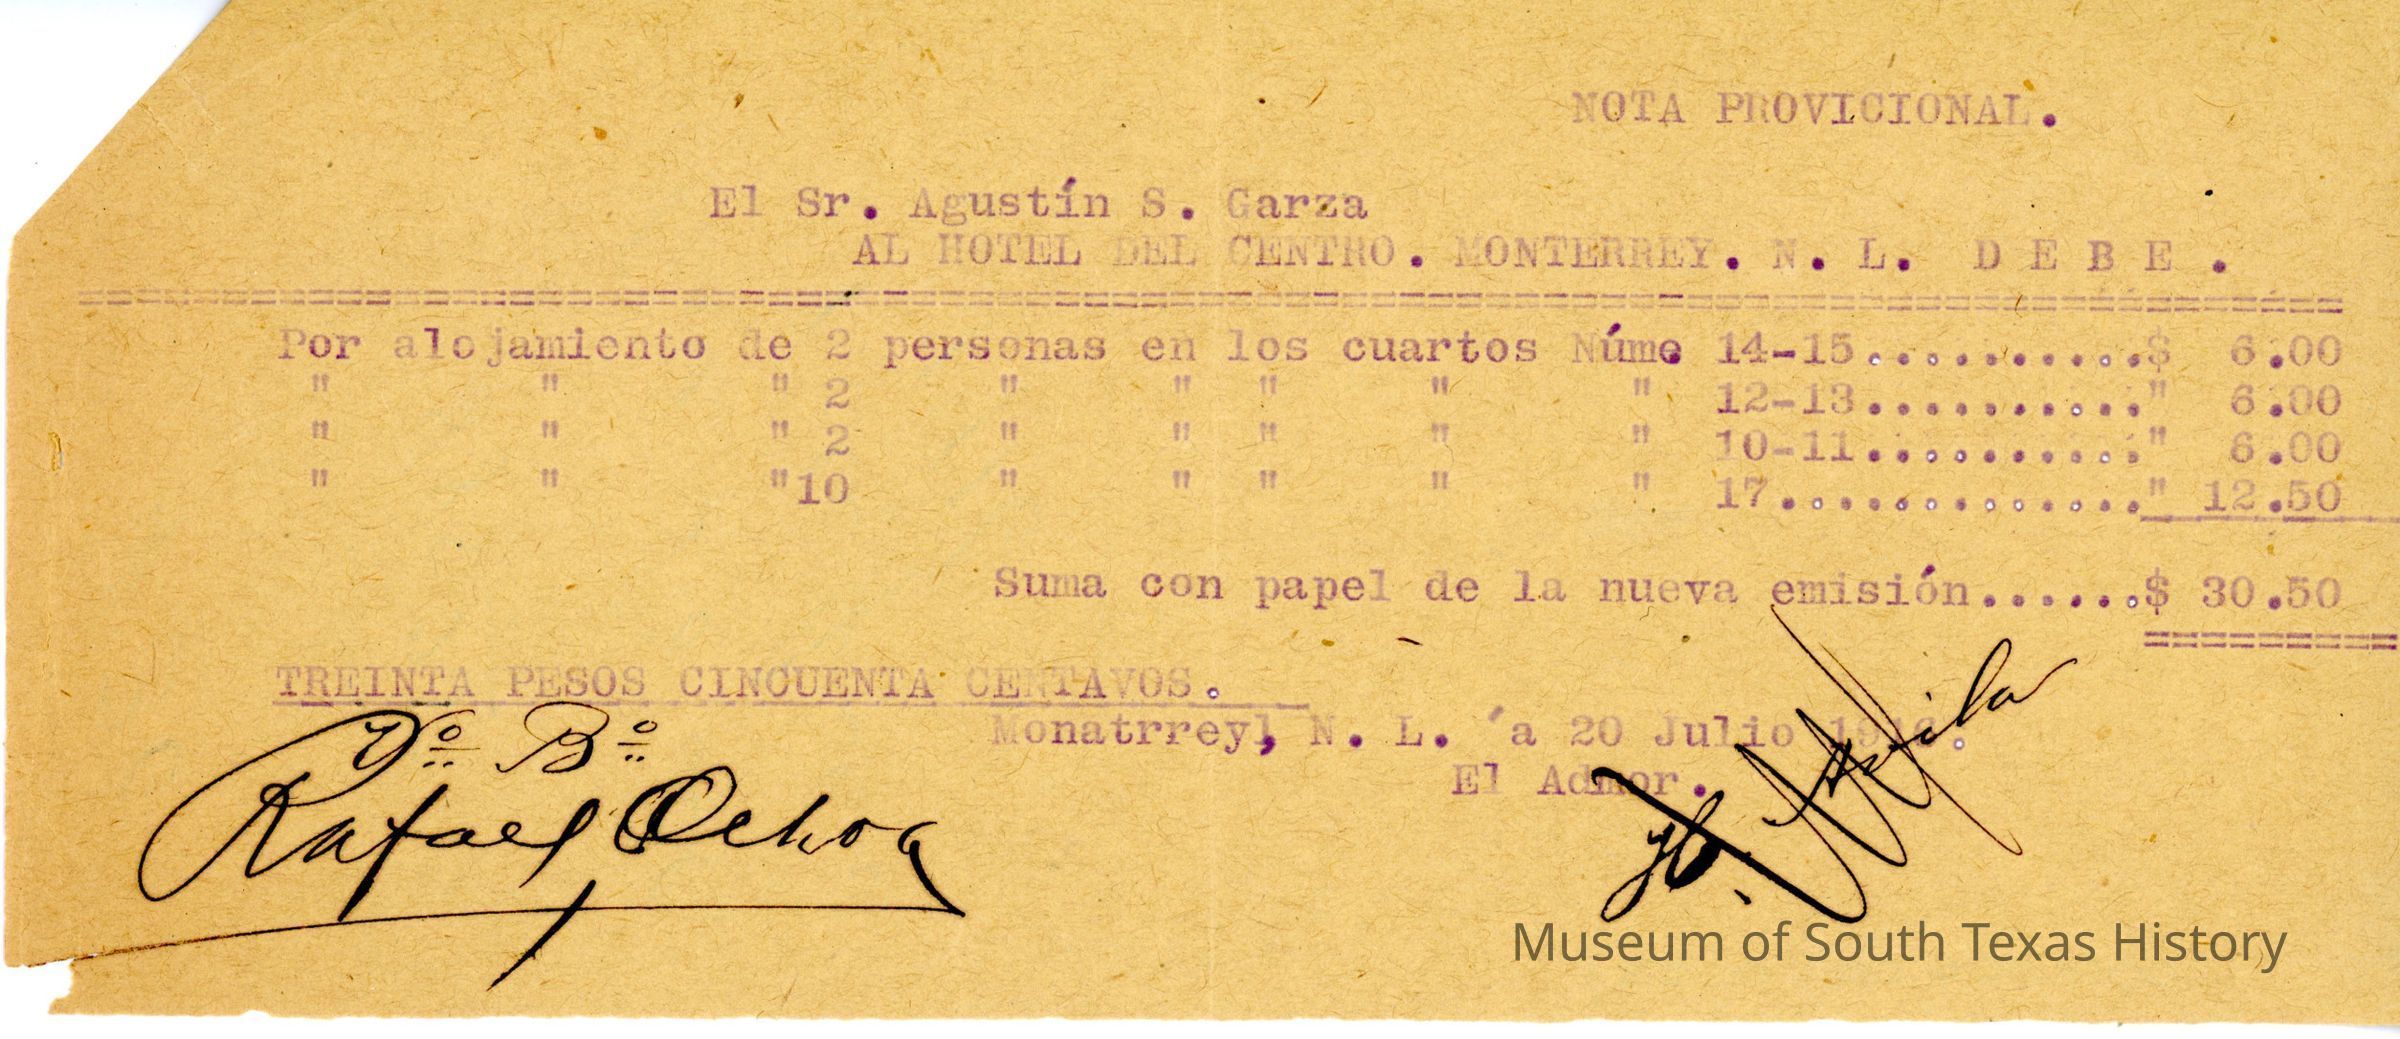 NOTA PROVICIONAL.
El Sr. Agustín S. Garza
AL HOTEL DEL CENTRO. MONTERREY. N. L. D E B E .
Por alojamiento de 2 personas en los cuartos Núme 14-15..........$ 6.00
" " " 2 " " " " " 12-13.........." 6.00
" " " 2 " " " " " 10-11.........." 6.00
" " "10 " " " " " 17............." 12.50
Suma con papel de la nueva emisión......$ 30.50
TREINTA PESOS CINCUENTA CENTAVOS.
Monatrreyl, N. L. ´a 20 Julio 1916.
El Admor.
Vo. Bo.
Rafael Ochoa
Museum of South Texas History